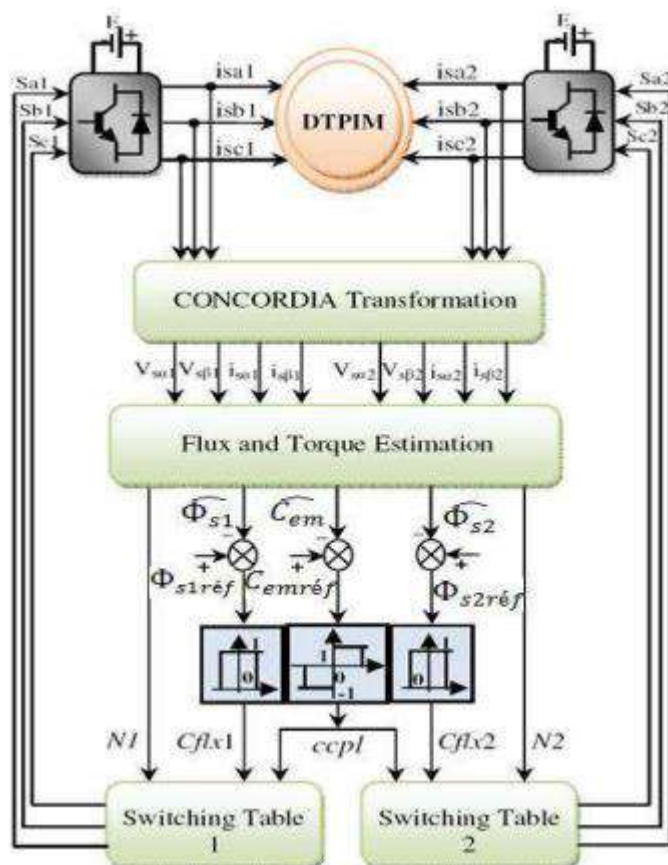 E + E +
Sa1 isa1 isa2 Sa2
Sb1 isb1 DTPIM isb2 Sb2
Sc1 isc1 isc2 Sc2
CONCORDIA Transformation
Vsα1 Vsβ1 isα1 isβ1 Vsα2 Vsβ2 isα2 isβ2
Flux and Torque Estimation
Φs1 Cem Φs2
- - -
+ + +
Φs1réf Cemréf Φs2réf
1 1 1
0 0 0
-1
N1 Cflx1 ccpl Cflx2 N2
Switching Table Switching Table
1 2